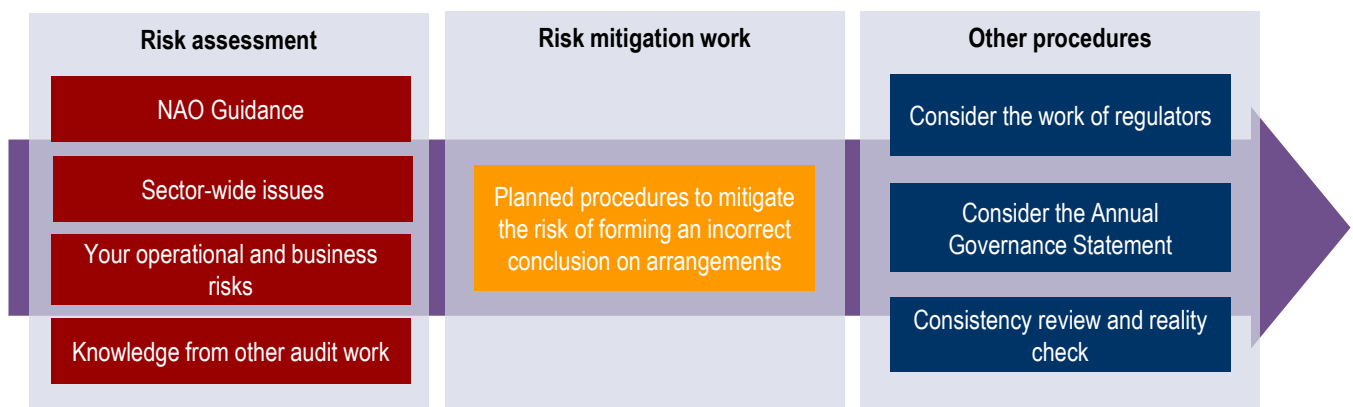 Risk assessment
NAO Guidance
Sector-wide issues
Your operational and business
risks
Knowledge from other audit work
Risk mitigation work
Planned procedures to mitigate
the risk of forming an incorrect
conclusion on arrangements
Other procedures
Consider the work of regulators
Consider the Annual
Governance Statement
Consistency review and reality
check